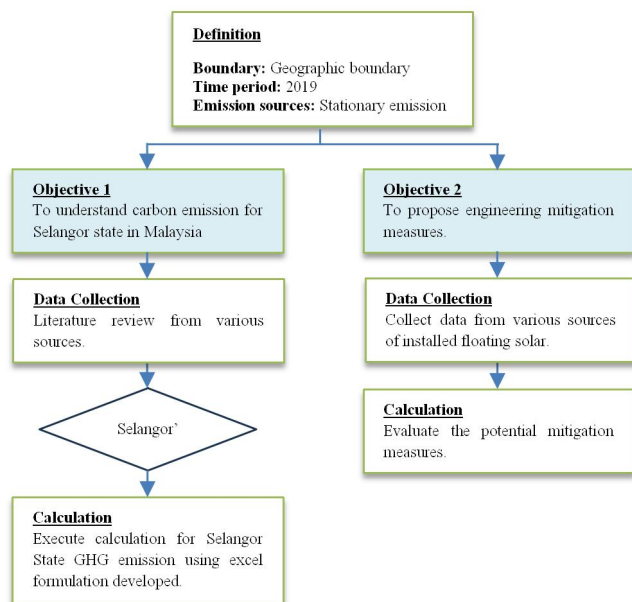 Definition
Boundary: Geographic boundary
Time period: 2019
Emission sources: Stationary emission
Objective 1
To understand carbon emission for
Selangor state in Malaysia
Objective 2
To propose engineering mitigation
measures.
Data Collection
Literature review from various
sources.
Data Collection
Collect data from various sources
of installed floating solar.
Selangor’
Calculation
Evaluate the potential mitigation
measures.
Calculation
Execute calculation for Selangor
State GHG emission using excel
formulation developed.